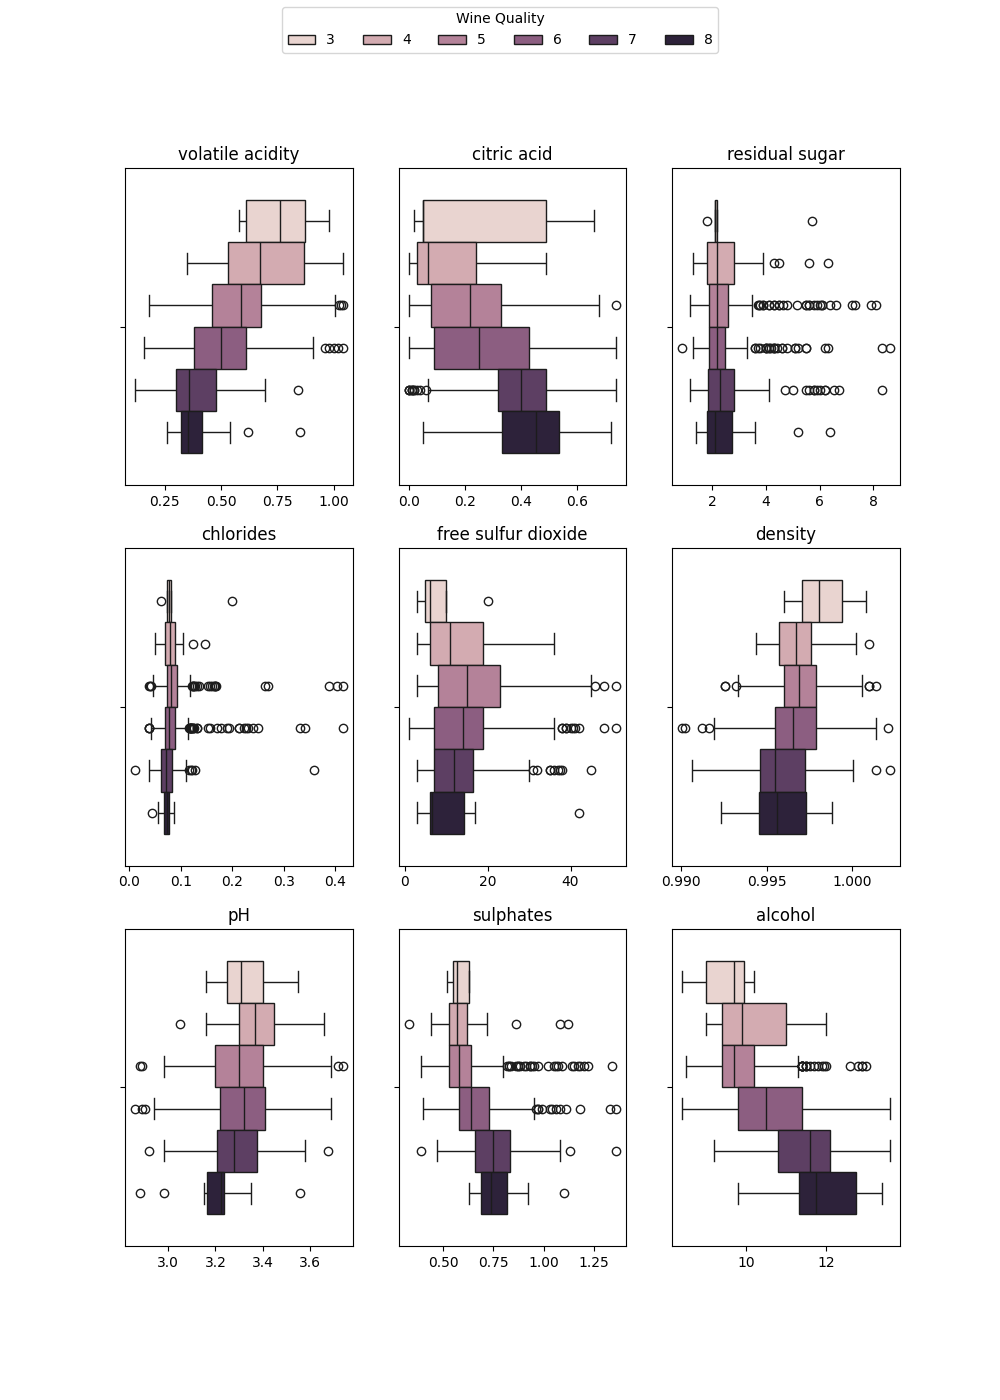 Wine Quality
3 4 5 6 7 8
volatile acidity citric acid residual sugar
0.25 0.50 0.75 1.00 0.0 0.2 0.4 0.6 2 4 6 8
chlorides free sulfur dioxide density
0.0 0.1 0.2 0.3 0.4 0 20 40 0.990 0.995 1.000
pH sulphates alcohol
3.0 3.2 3.4 3.6 0.50 0.75 1.00 1.25 10 12